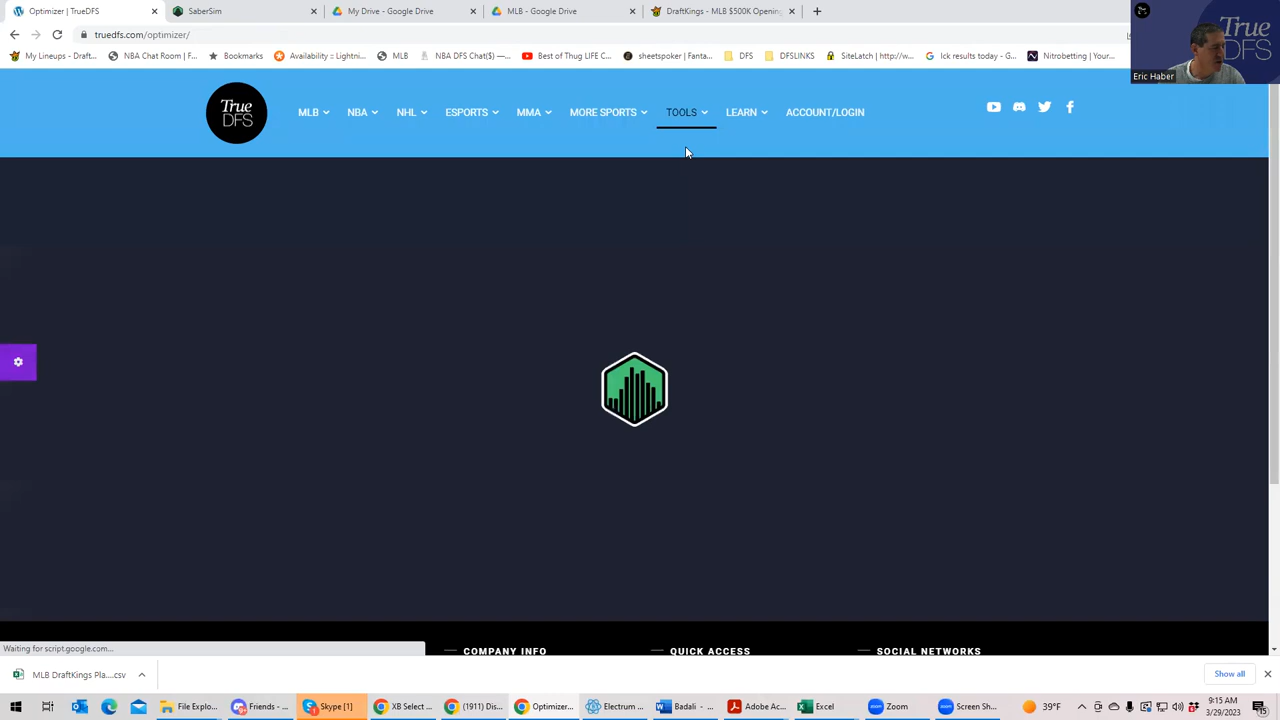 Optimizer | TrueDFS
SaberSim
My Drive - Google Drive
MLB - Google Drive
DraftKings - MLB $500K Openin
truedfs.com/optimizer/
My Lineups - Draft...
NBA Chat Room | F...
Bookmarks
Availability :: Lightni...
MLB
NBA DFS Chat($) —...
Best of Thug LIFE C...
sheetspoker | Fanta...
DFS
DFSLINKS
SiteLatch | http://w...
lck results today - G...
Nitrobetting | Your...
True
DFS
Eric Haber
True
DFS
MLB
NBA
NHL
ESPORTS
MMA
MORE SPORTS
TOOLS
LEARN
ACCOUNT/LOGIN
Waiting for script.google.com...
COMPANY INFO
QUICK ACCESS
SOCIAL NETWORKS
MLB DraftKings Pla....csv
Show all
File Explo...
Friends - ...
Skype [1]
XB Select ...
(1911) Dis...
Optimizer...
Electrum ...
Badali - ...
Adobe Ac...
Excel
Zoom
Screen Sh...
39°F
9:15 AM
3/29/2023
15